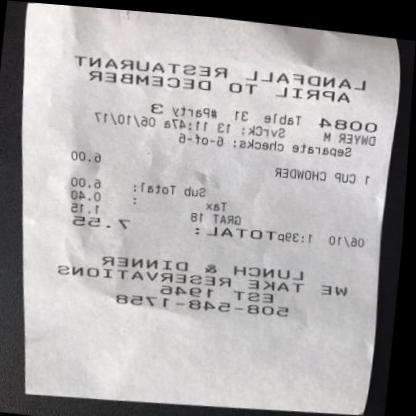 LANDFALL RESTAURANT
APRIL TO DECEMBER
0084 Table 31 #Party 3
DWYER M SvrCk: 13 11:47a 06/10/17
Separate checks: 6-of-6
1 CUP CHOWDER 6.00
Sub Total: 6.00
Tax : 0.40
GRAT 18 1.15
06/10 1:39pTOTAL: 7.55
LUNCH & DINNER
WE TAKE RESERVATIONS
EST 1946
508-548-1758